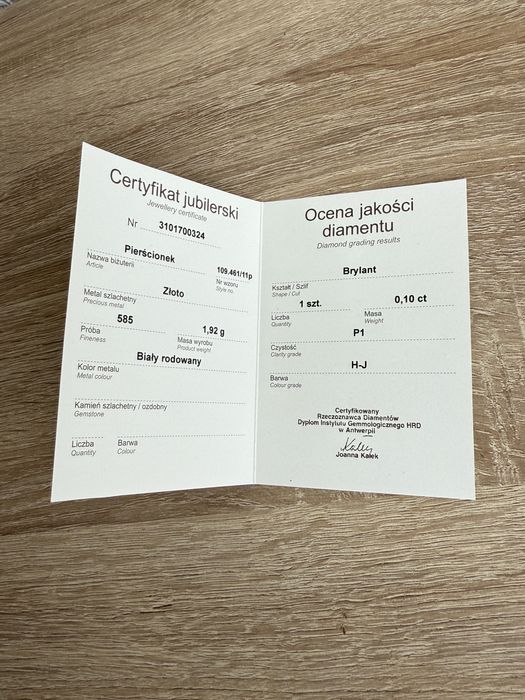 Certyfikat jubilerski
Jewellery certificate
Nr 3101700324
Pierścionek 109.461/11p
Nazwa biżuterii Nr wzoru
Article Style no.
Złoto
Metal szlachetny
Precious metal
585 1,92 g
Próba Masa wyrobu
Fineness Product weight
Biały rodowany
Kolor metalu
Metal colour
Kamień szlachetny / ozdobny
Gemstone
Liczba Barwa
Quantity Colour
Ocena jakości
diamentu
Diamond grading results
Brylant
Kształt / Szlif
Shape / Cut
1 szt. 0,10 ct
Liczba Masa
Quantity Weight
P1
Czystość
Clarity grade
H-J
Barwa
Colour grade
Certyfikowany
Rzeczoznawca Diamentów
Dyplom Instytutu Gemmologicznego HRD
w Antwerpii
Joanna Kałek